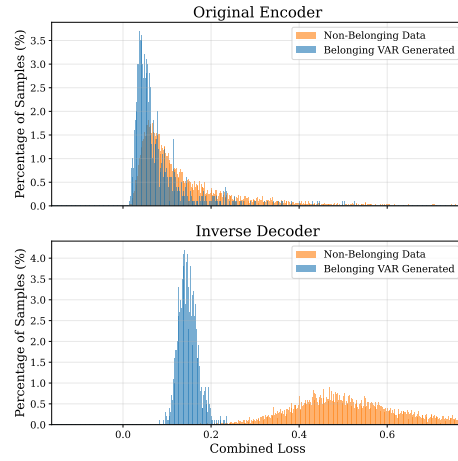 Original Encoder
Percentage of Samples (%)
3.5
3.0
2.5
2.0
1.5
1.0
0.5
0.0
Non-Belonging Data
Belonging VAR Generated
Inverse Decoder
Percentage of Samples (%)
4.0
3.5
3.0
2.5
2.0
1.5
1.0
0.5
0.0
Non-Belonging Data
Belonging VAR Generated
0.0 0.2 0.4 0.6
Combined Loss